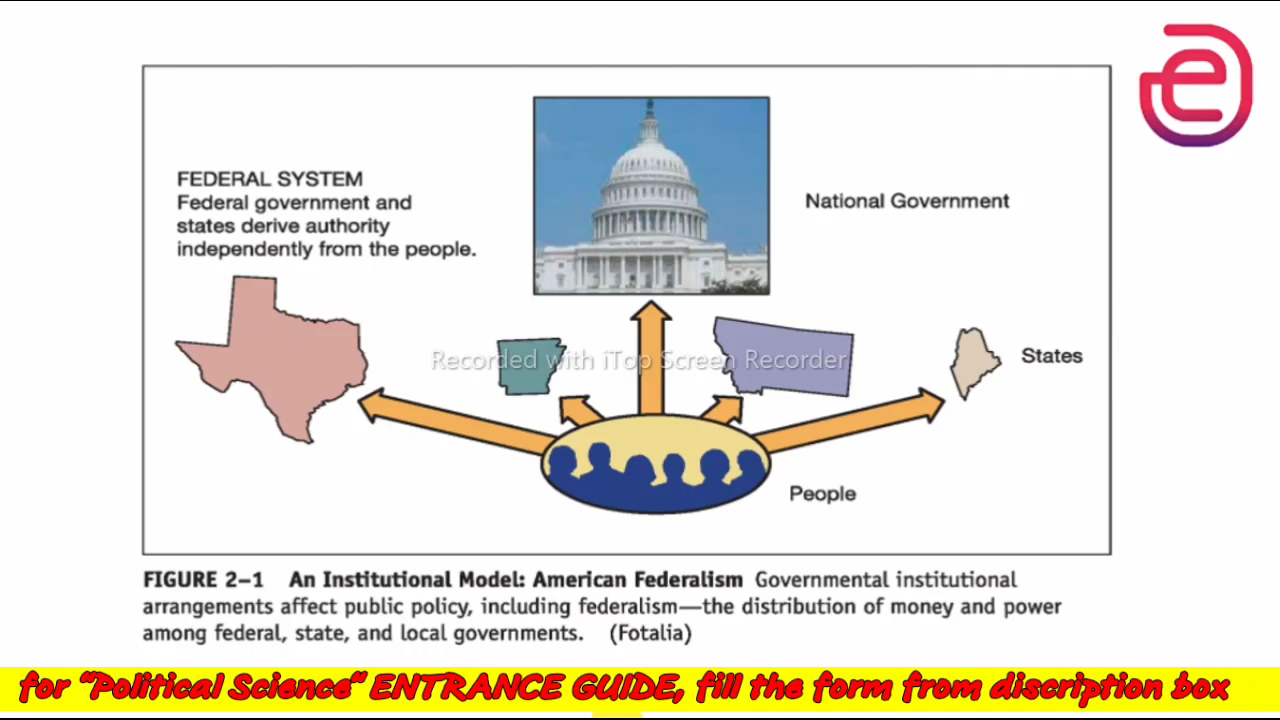 FEDERAL SYSTEM
Federal government and
states derive authority
independently from the people.
National Government
Recorded with iTop Screen Recorder
States
People
FIGURE 2–1 An Institutional Model: American Federalism Governmental institutional
arrangements affect public policy, including federalism—the distribution of money and power
among federal, state, and local governments. (Fotalia)
for "Political Science" ENTRANCE GUIDE, fill the form from discription box